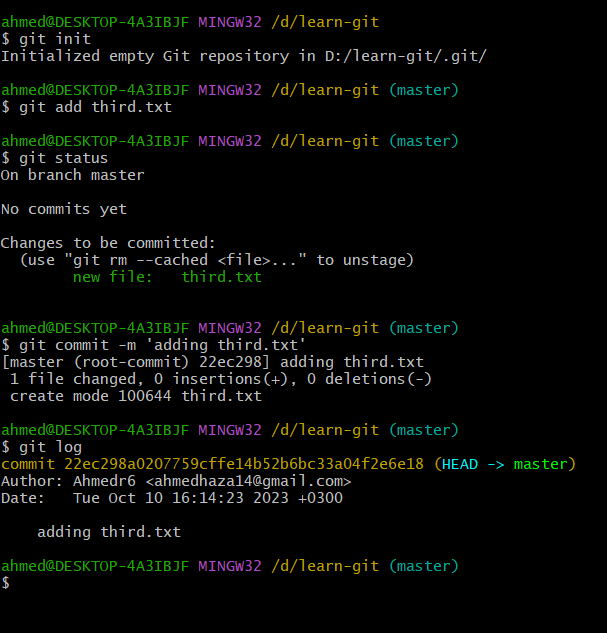 ahmed@DESKTOP-4A3IBJF MINGW32 /d/learn-git
$ git init
Initialized empty Git repository in D:/learn-git/.git/
ahmed@DESKTOP-4A3IBJF MINGW32 /d/learn-git (master)
$ git add third.txt
ahmed@DESKTOP-4A3IBJF MINGW32 /d/learn-git (master)
$ git status
On branch master
No commits yet
Changes to be committed:
  (use "git rm --cached <file>..." to unstage)
        new file:   third.txt
ahmed@DESKTOP-4A3IBJF MINGW32 /d/learn-git (master)
$ git commit -m 'adding third.txt'
[master (root-commit) 22ec298] adding third.txt
 1 file changed, 0 insertions(+), 0 deletions(-)
 create mode 100644 third.txt
ahmed@DESKTOP-4A3IBJF MINGW32 /d/learn-git (master)
$ git log
commit 22ec298a0207759cffe14b52b6bc33a04f2e6e18 (HEAD -> master)
Author: Ahmedr6 <ahmedhaza14@gmail.com>
Date:   Tue Oct 10 16:14:23 2023 +0300
    adding third.txt
ahmed@DESKTOP-4A3IBJF MINGW32 /d/learn-git (master)
$